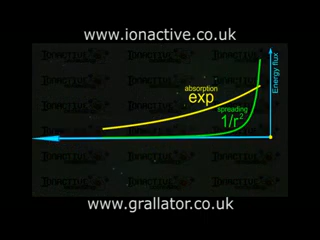 www.ionactive.co.uk
Energy flux
absorption
exp
spreading
1/r²
www.grallator.co.uk